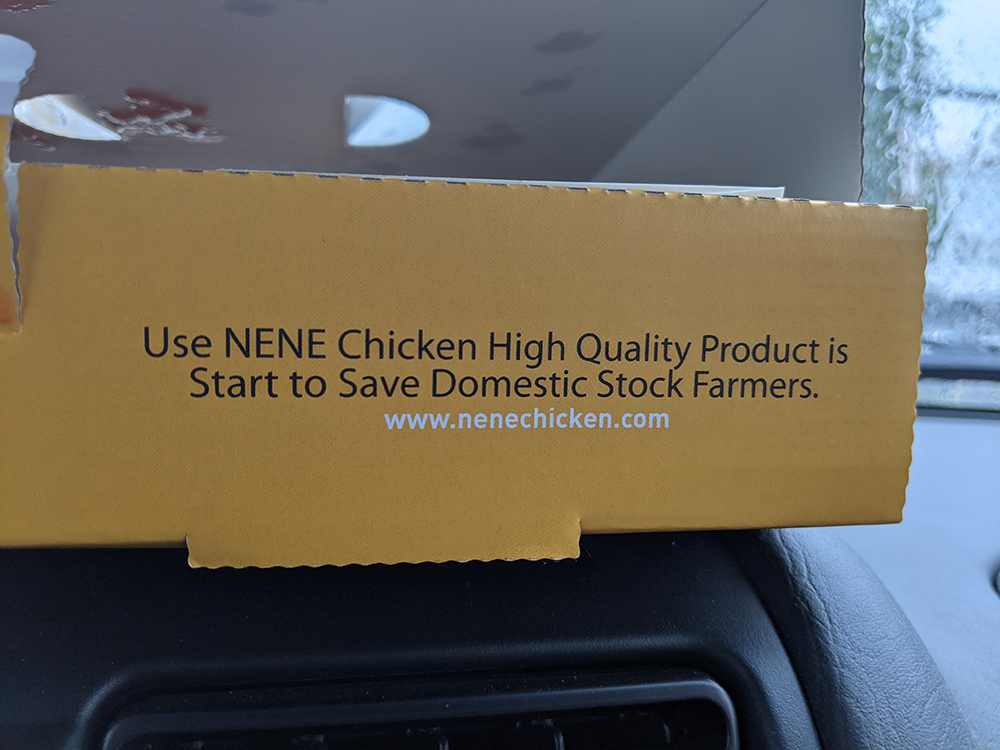 Use NENE Chicken High Quality Product is
Start to Save Domestic Stock Farmers.
www.nenechicken.com